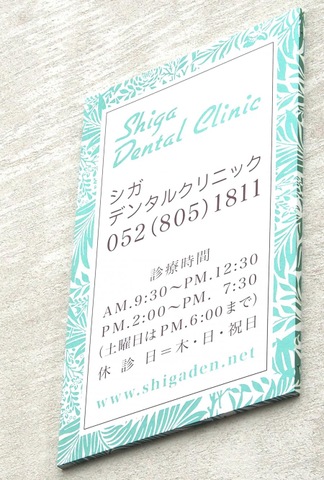 Shiga
Dental Clinic
シガ
デンタルクリニック
052(805)1811
診療時間
AM.9:30〜PM.12:30
PM.2:00〜PM. 7:30
(土曜日はPM.6:00まで)
休 診 日＝木・日・祝日
www.shigaden.net